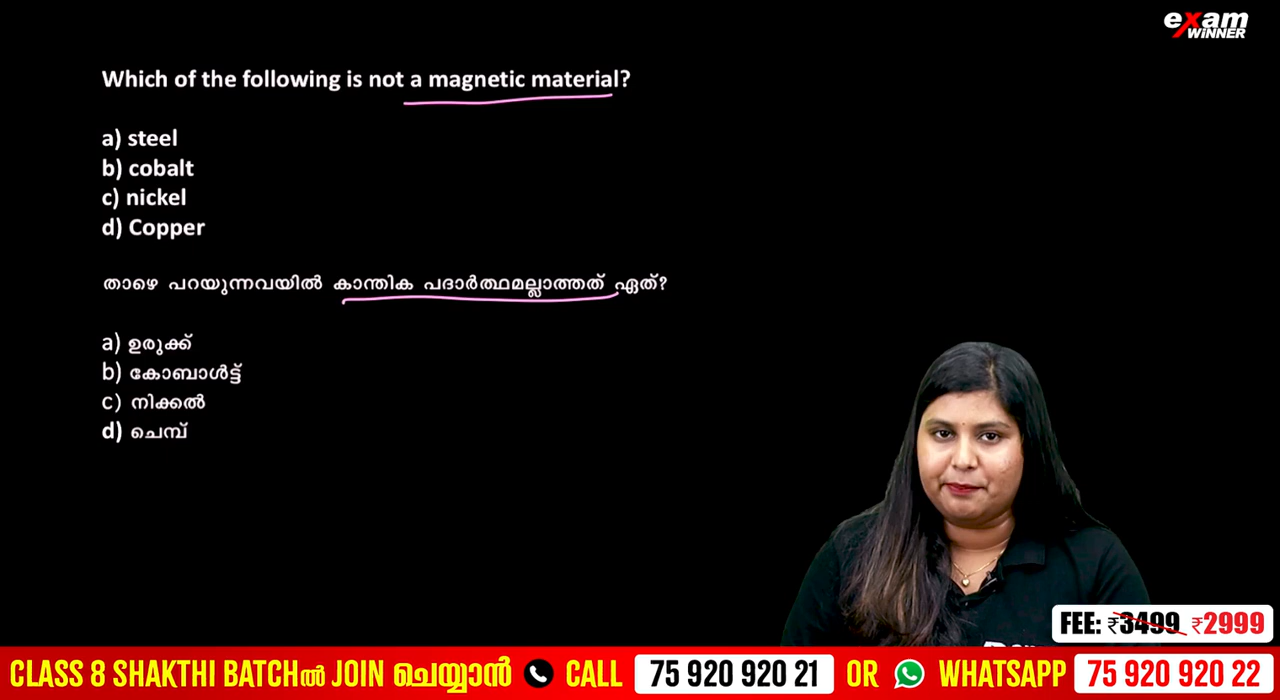 exam
WINNER
Which of the following is not a magnetic material?
a) steel
b) cobalt
c) nickel
d) Copper
താഴെ പറയുന്നവയിൽ കാന്തിക പദാർത്ഥമല്ലാത്തത് ഏത്?
a) ഉരുക്ക്
b) കോബാൾട്ട്
c) നിക്കൽ
d) ചെമ്പ്
FEE: ₹3499 ₹2999
CLASS 8 SHAKTHI BATCHൽ JOIN ചെയ്യാൻ CALL 75 920 920 21 OR WHATSAPP 75 920 920 22